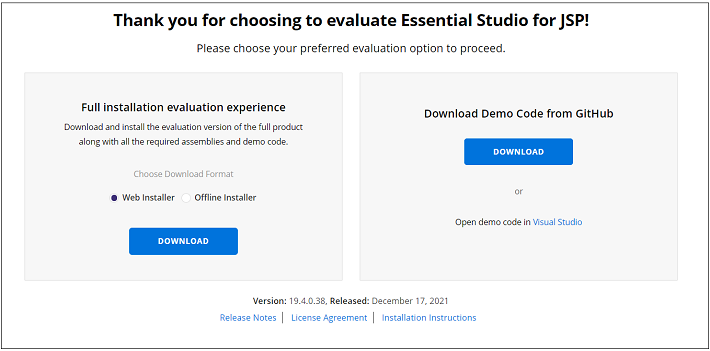 Thank you for choosing to evaluate Essential Studio for JSP!
Please choose your preferred evaluation option to proceed.
Full installation evaluation experience
Download and install the evaluation version of the full product
along with all the required assemblies and demo code.
Choose Download Format
Web Installer Offline Installer
DOWNLOAD
Download Demo Code from GitHub
DOWNLOAD
or
Open demo code in Visual Studio
Version: 19.4.0.38, Released: December 17, 2021
Release Notes | License Agreement | Installation Instructions